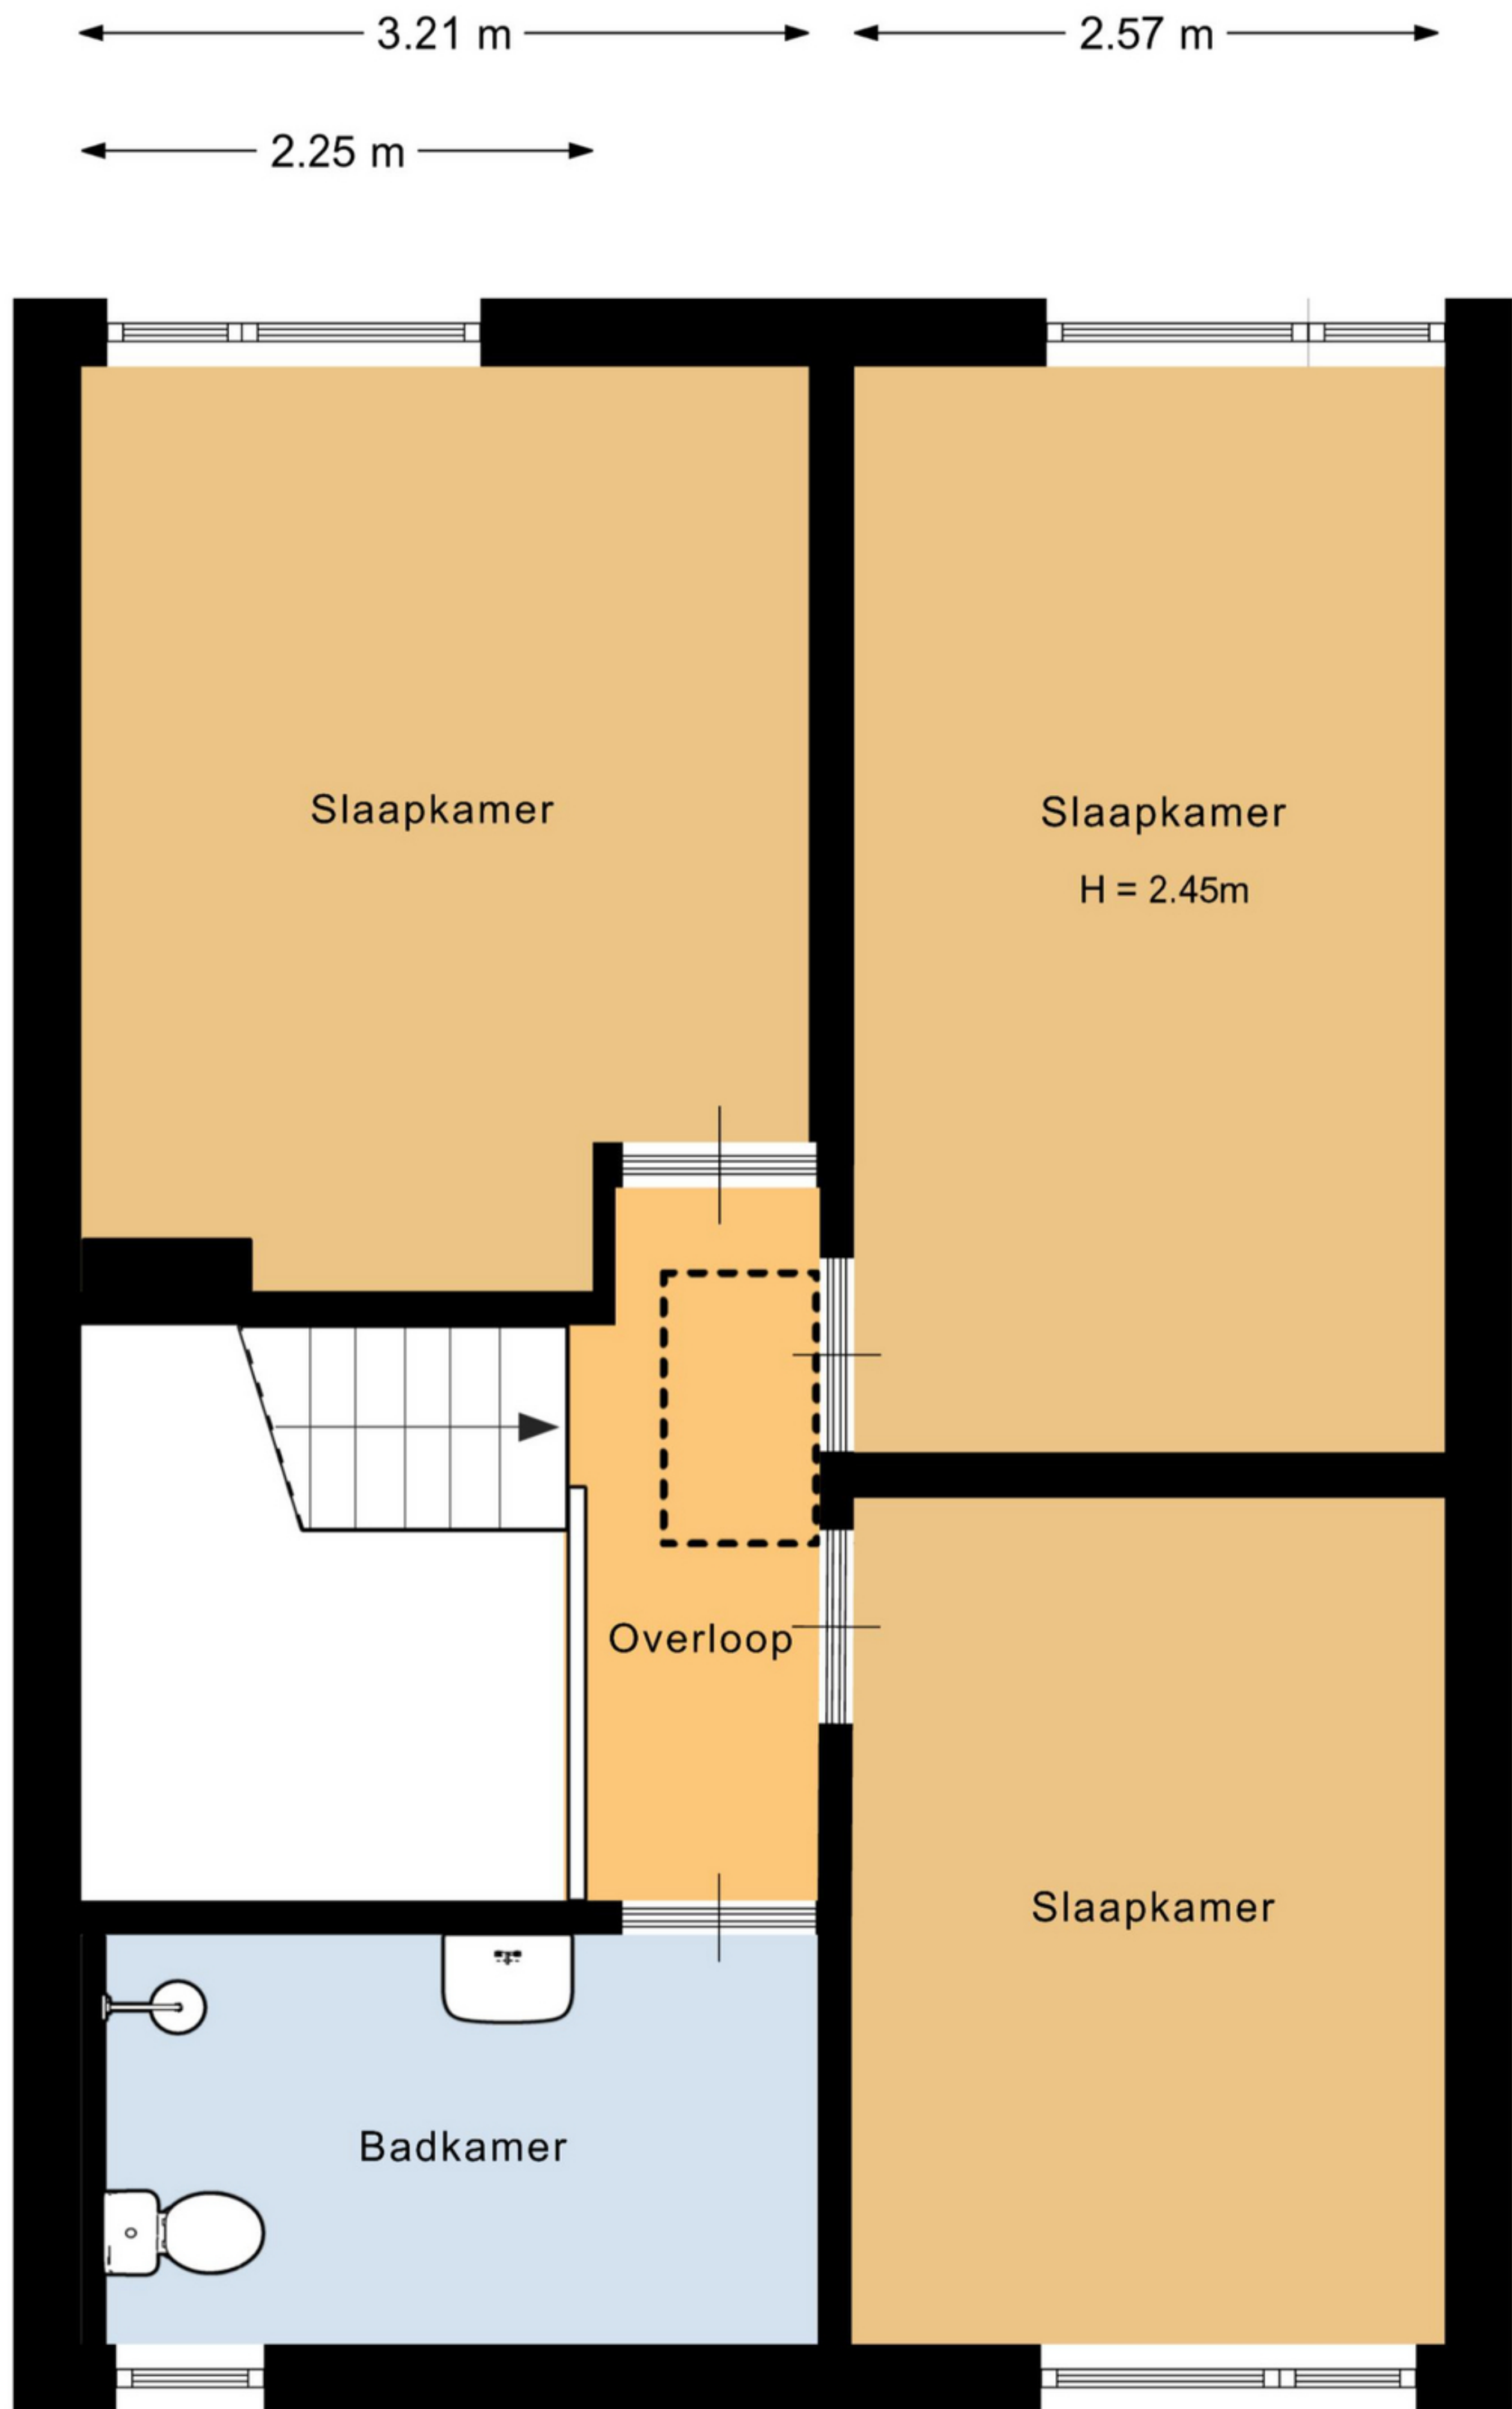 3.21 m
2.57 m
2.25 m
Slaapkamer
Slaapkamer
H = 2.45m
Overloop
Slaapkamer
Badkamer